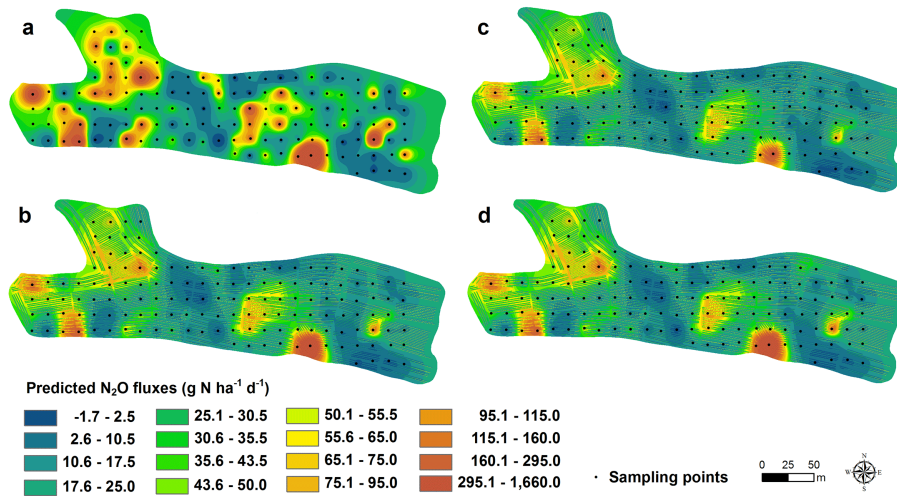 a
c
b
d
Predicted N₂O fluxes (g N ha⁻¹ d⁻¹)
-1.7 - 2.5
25.1 - 30.5
50.1 - 55.5
95.1 - 115.0
2.6 - 10.5
30.6 - 35.5
55.6 - 65.0
115.1 - 160.0
10.6 - 17.5
35.6 - 43.5
65.1 - 75.0
160.1 - 295.0
17.6 - 25.0
43.6 - 50.0
75.1 - 95.0
295.1 - 1,660.0
Sampling points
0 25 50
m
N
W E
S